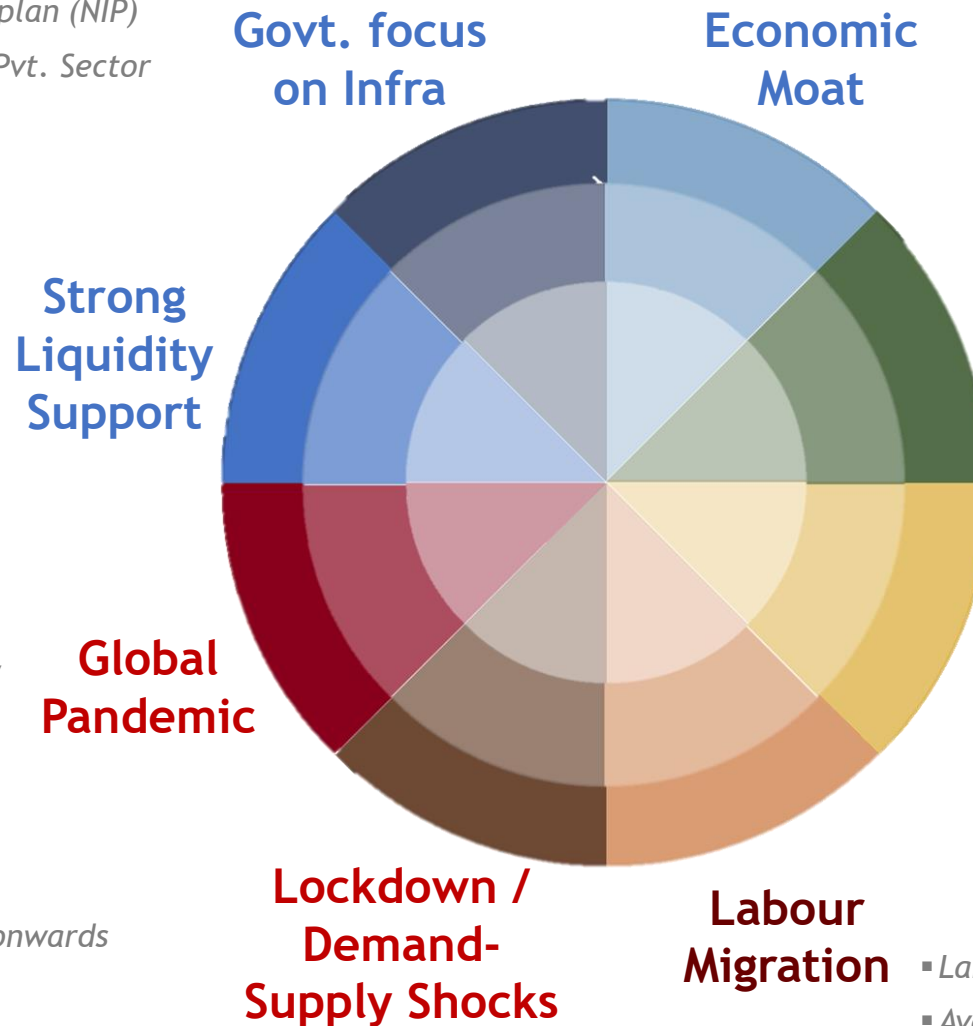 plan (NIP)
Pvt. Sector
Govt. focus
on Infra
Economic
Moat
Strong
Liquidity
Support
Global
Pandemic
Lockdown /
Demand-
Supply Shocks
onwards
Labour
Migration